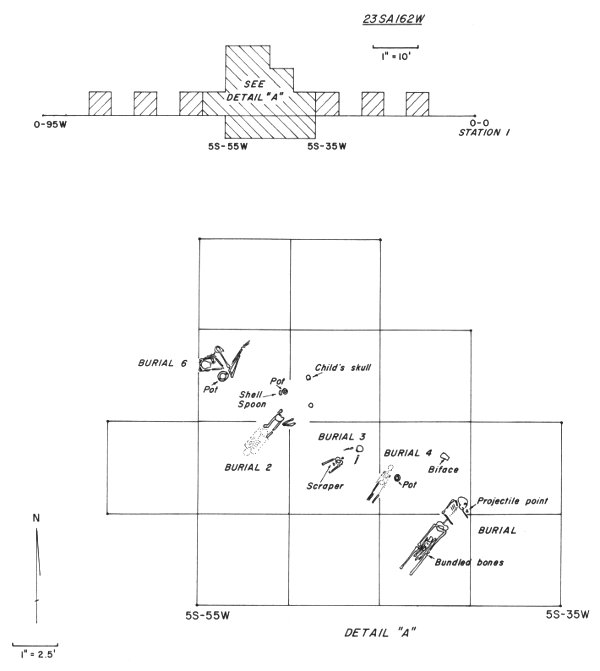 23SA162W
1" = 10'
SEE
DETAIL "A"
0-95W
0-0
STATION 1
5S-55W
5S-35W
BURIAL 6
Pot
Child's skull
Pot
Shell
Spoon
BURIAL 2
BURIAL 3
Scraper
BURIAL 4
Pot
Biface
Projectile point
BURIAL
Bundled bones
N
5S-55W
5S-35W
DETAIL "A"
1" = 2.5'